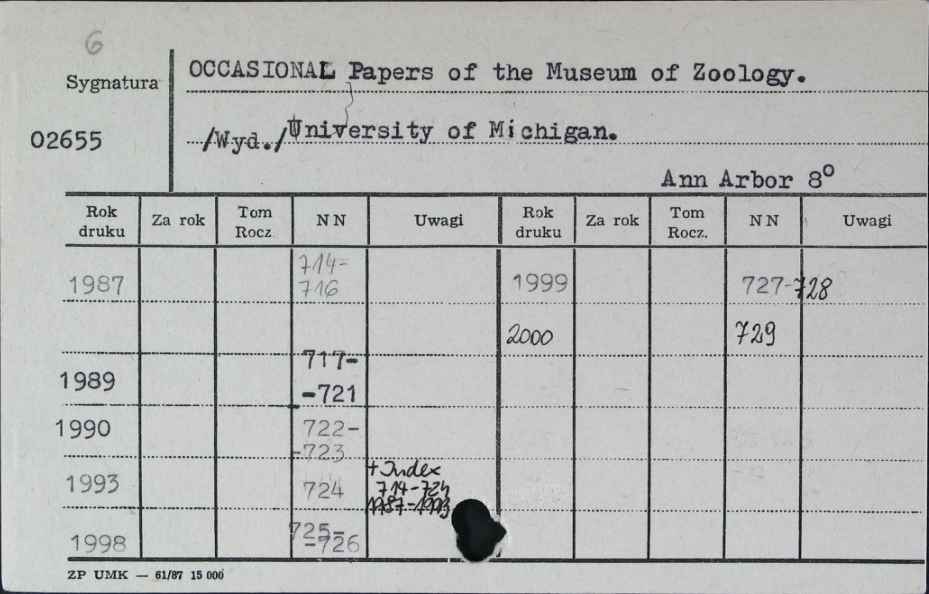 6
Sygnatura
OCCASIONAL Papers of the Museum of Zoology.
02655
/Wyd./University of Michigan.
Ann Arbor 8°
Rok druku Za rok Tom Rocz. NN Uwagi Rok druku Za rok Tom Rocz. NN Uwagi
1987 714-716 1999 727-728
2000 729
1989 717-
-721
1990 722-
-723
1993 724 + Index
714-724
1987-1993
1998 725-
-726
ZP UMK — 61/87 15 000